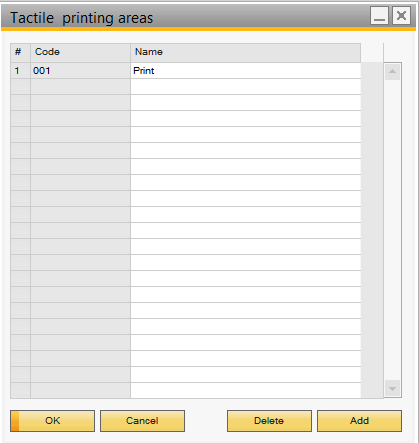 Tactile  printing areas
# Code Name
1 001 Print
OK Cancel Delete Add